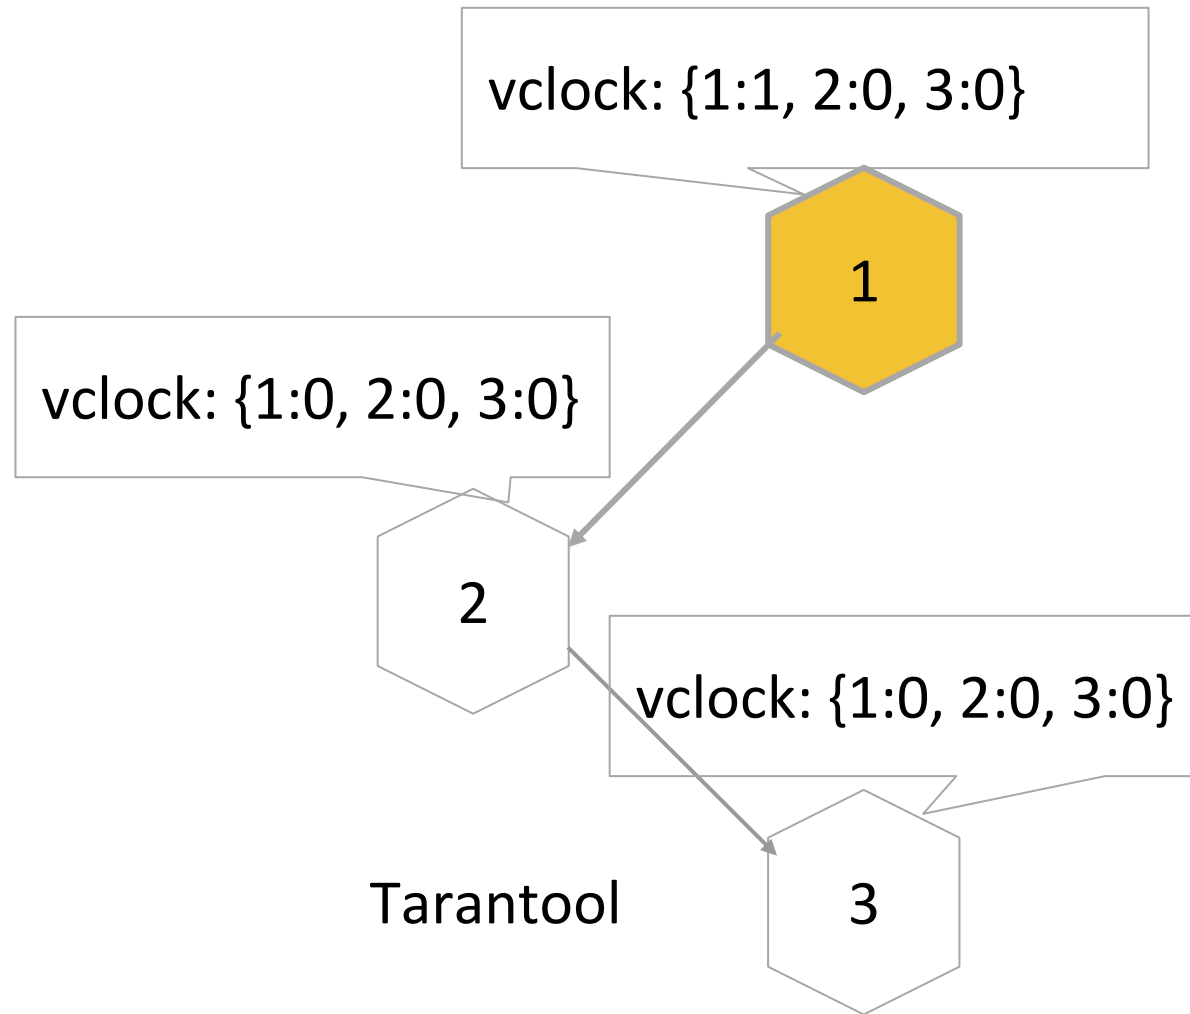 vclock: {1:1, 2:0, 3:0}
1
vclock: {1:0, 2:0, 3:0}
2
vclock: {1:0, 2:0, 3:0}
Tarantool
3